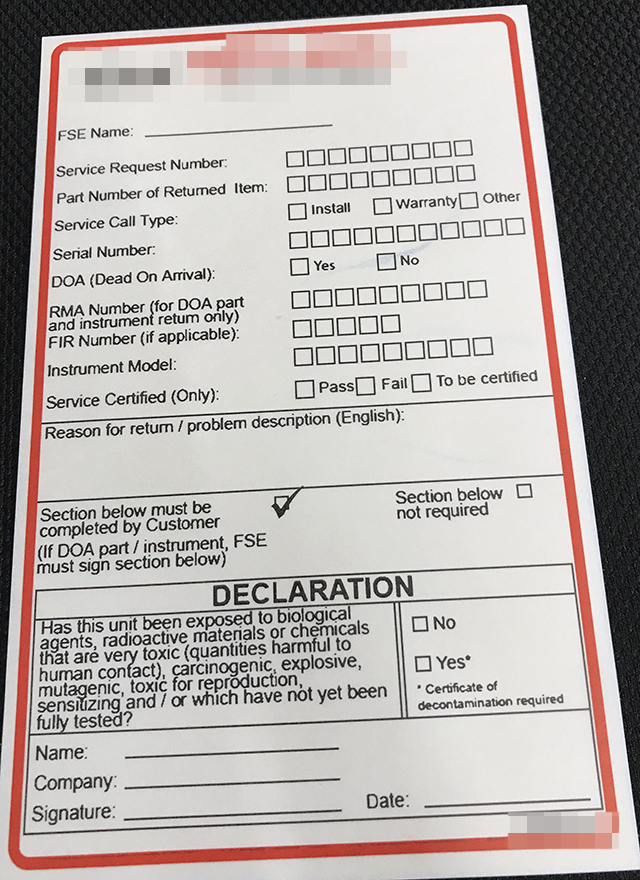 FSE Name:
Service Request Number:
Part Number of Returned Item:
Service Call Type: Install Warranty Other
Serial Number:
DOA (Dead On Arrival): Yes No
RMA Number (for DOA part
and instrument return only)
FIR Number (if applicable):
Instrument Model:
Service Certified (Only): Pass Fail To be certified
Reason for return / problem description (English):
Section below must be
completed by Customer
(If DOA part / instrument, FSE
must sign section below)
Section below
not required
DECLARATION
Has this unit been exposed to biological
agents, radioactive materials or chemicals
that are very toxic (quantities harmful to
human contact), carcinogenic, explosive,
mutagenic, toxic for reproduction,
sensitizing and / or which have not yet been
fully tested?
No
Yes*
* Certificate of
decontamination required
Name:
Company:
Signature:
Date: